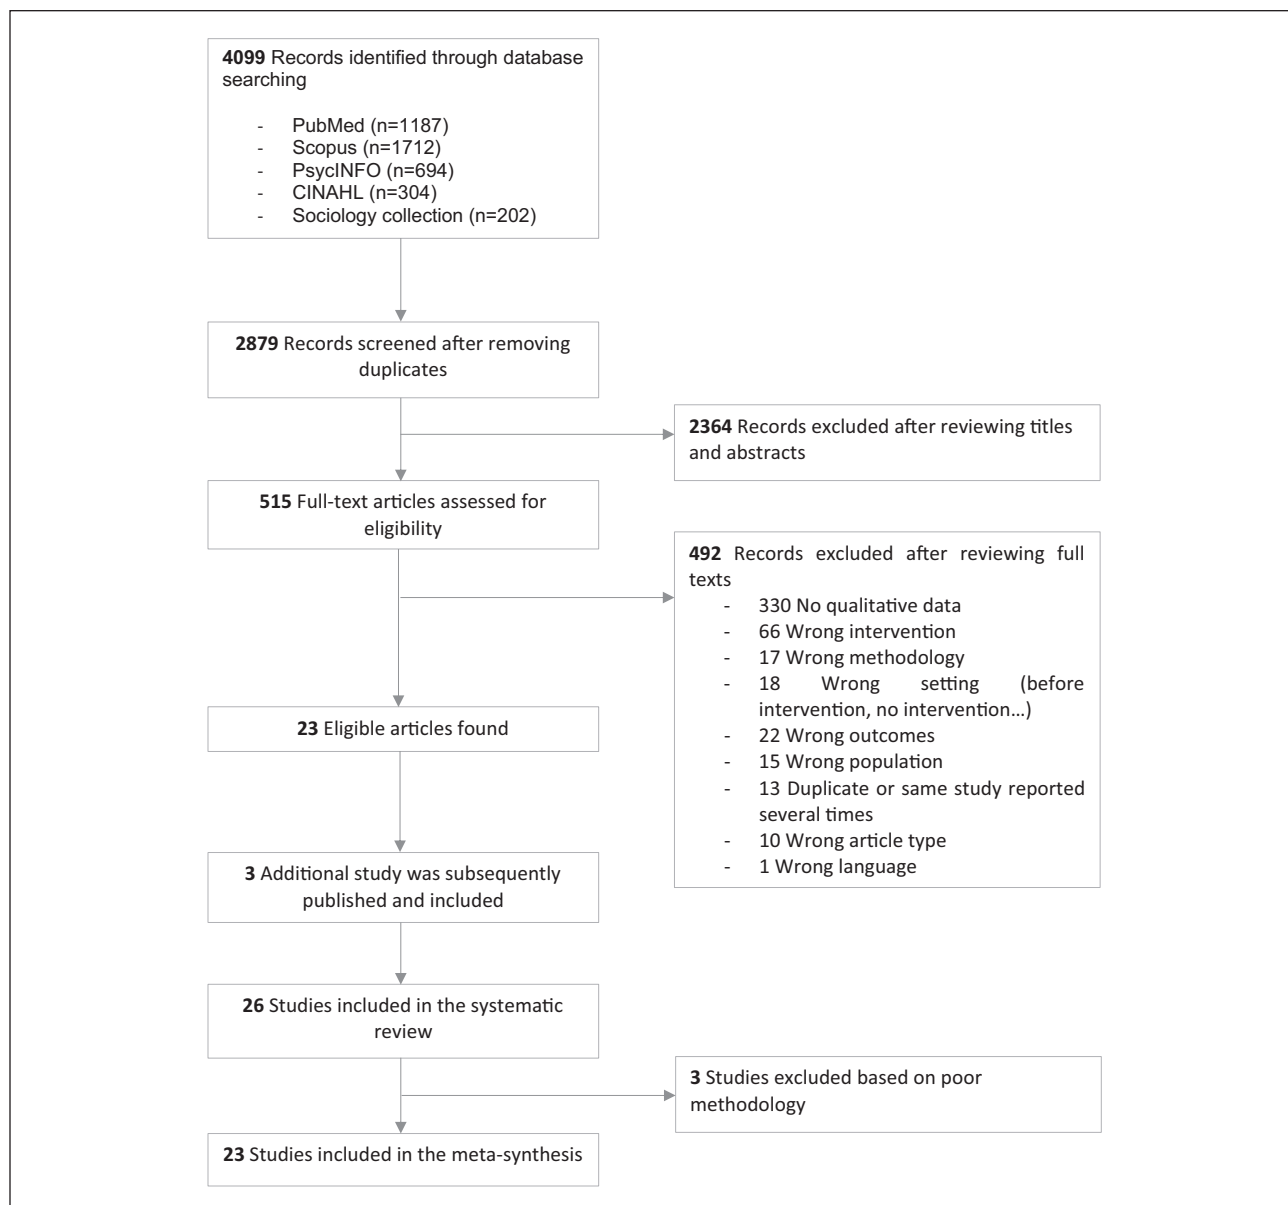 4099 Records identified through database
searching
- PubMed (n=1187)
- Scopus (n=1712)
- PsycINFO (n=694)
- CINAHL (n=304)
- Sociology collection (n=202)
2879 Records screened after removing
duplicates
2364 Records excluded after reviewing titles
and abstracts
515 Full-text articles assessed for
eligibility
492 Records excluded after reviewing full
texts
- 330 No qualitative data
- 66 Wrong intervention
- 17 Wrong methodology
- 18 Wrong setting (before
intervention, no intervention...)
- 22 Wrong outcomes
- 15 Wrong population
- 13 Duplicate or same study reported
several times
- 10 Wrong article type
- 1 Wrong language
23 Eligible articles found
3 Additional study was subsequently
published and included
26 Studies included in the systematic
review
3 Studies excluded based on poor
methodology
23 Studies included in the meta-synthesis